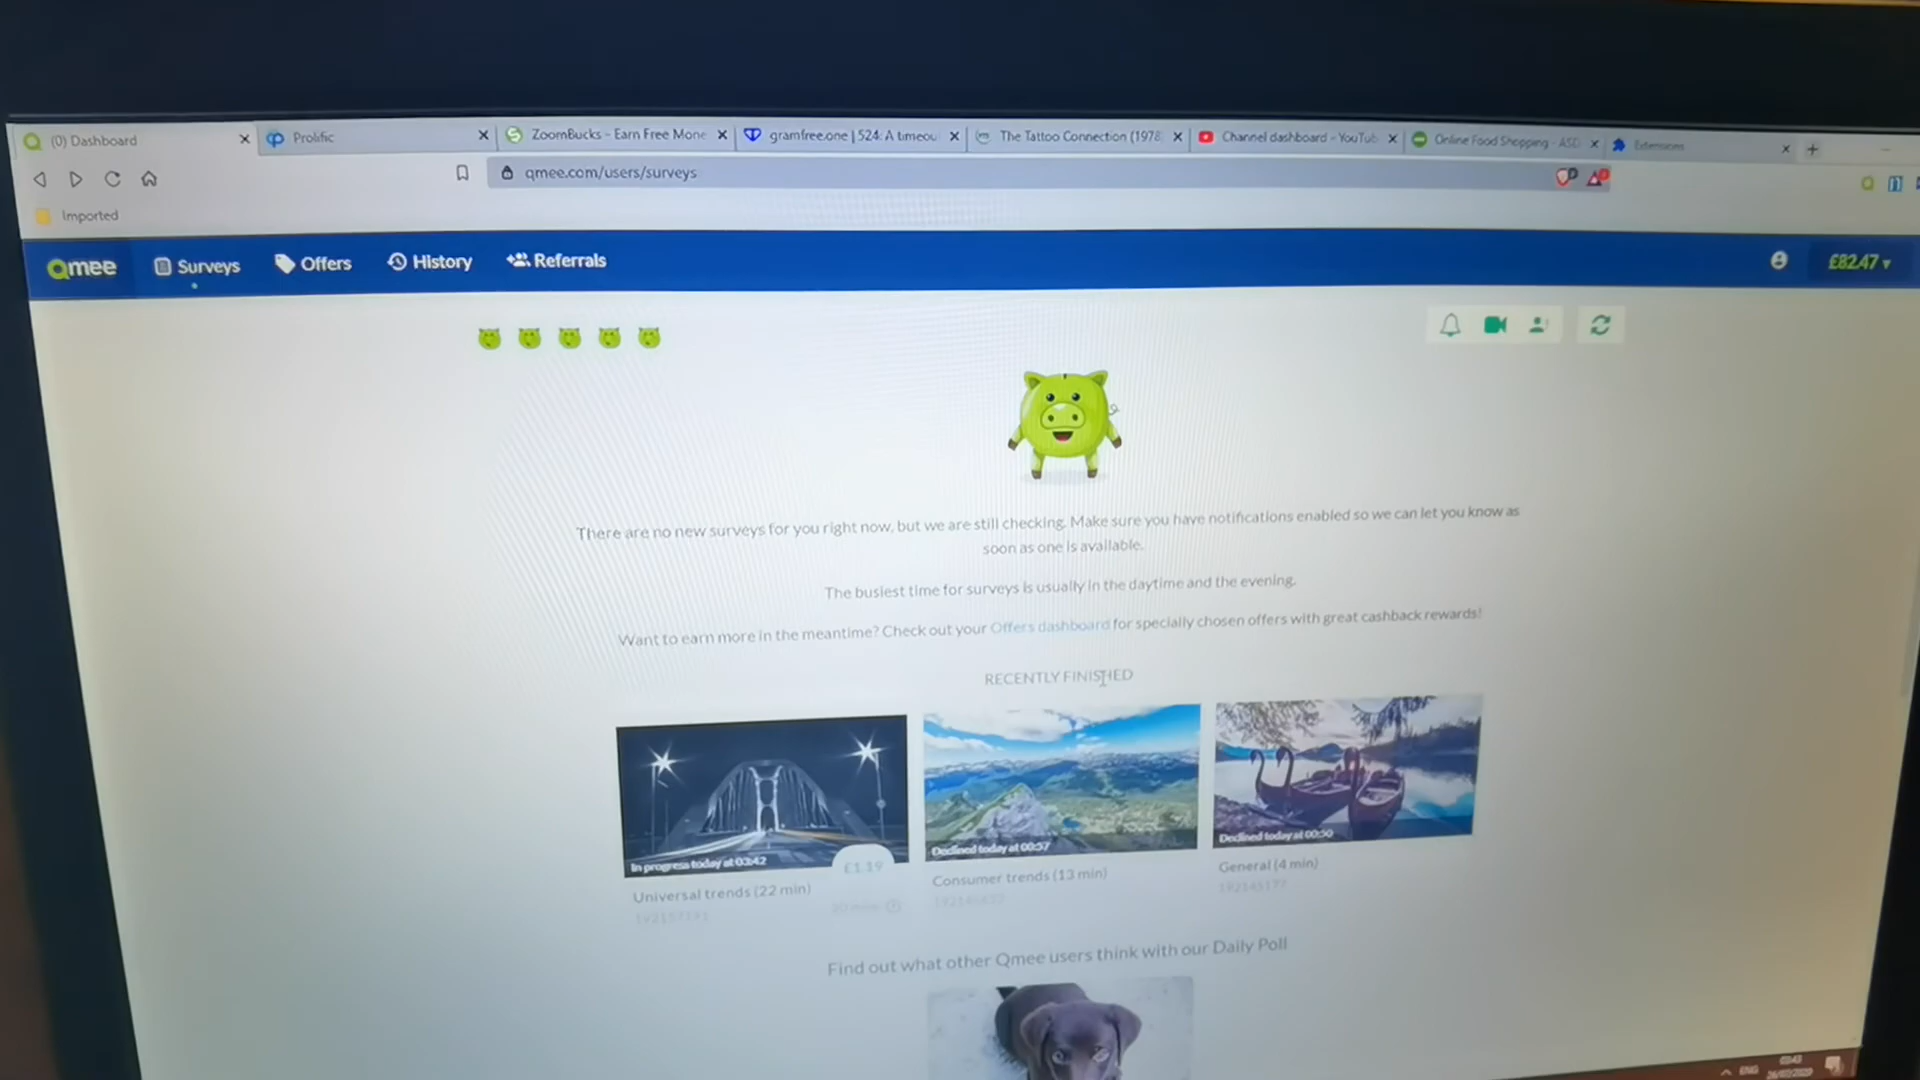 (0) Dashboard
Prolific
ZoomBucks - Earn Free Mone
gramfree.one | 524: A timeou
The Tattoo Connection (1978
Channel dashboard - YouTub
Online Food Shopping - ASD
Extensions
qmee.com/users/surveys
Imported
Qmee
Surveys
Offers
History
Referrals
£82.47
There are no new surveys for you right now, but we are still checking. Make sure you have notifications enabled so we can let you know as
soon as one is available.
The busiest time for surveys is usually in the daytime and the evening.
Want to earn more in the meantime? Check out your Offers dashboard for specially chosen offers with great cashback rewards!
RECENTLY FINISHED
In progress today at 03:42
£1.19
Universal trends (22 min)
Declined today at 00:57
Consumer trends (13 min)
Declined today at 00:50
General (4 min)
Find out what other Qmee users think with our Daily Poll
ENG